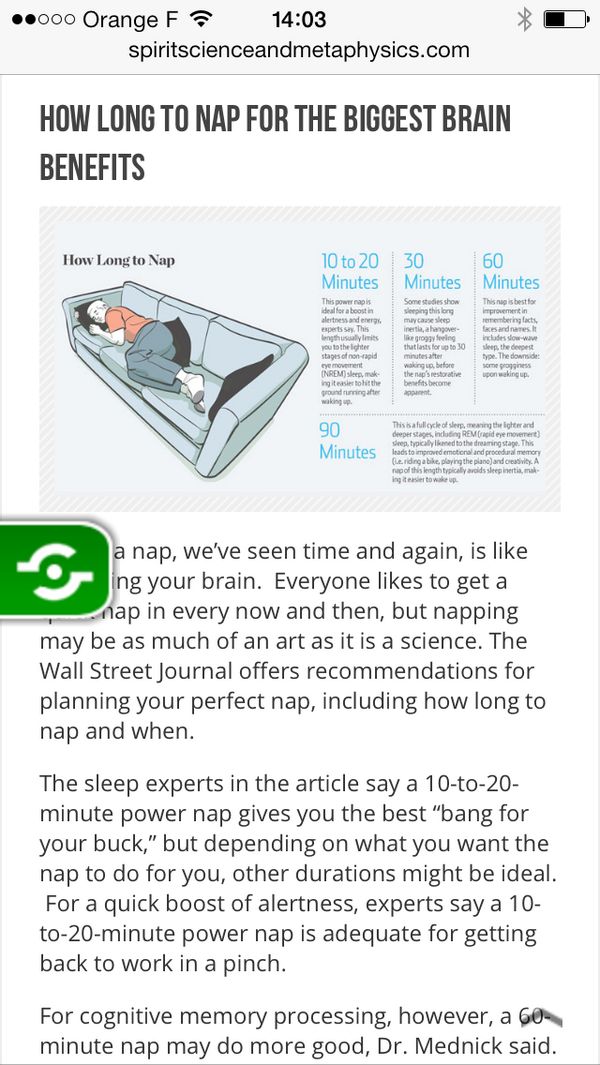 Orange F 14:03
spiritscienceandmetaphysics.com
HOW LONG TO NAP FOR THE BIGGEST BRAIN
BENEFITS
How Long to Nap
10 to 20
Minutes
This power nap is
ideal for a boost in
alertness and energy,
experts say. This
length usually limits
you to the lighter
stages of non-rapid
eye movement
(NREM) sleep, mak-
ing it easier to hit the
ground running after
waking up.
30
Minutes
Some studies show
sleeping this long
may cause sleep
inertia, a hangover-
like groggy feeling
that lasts for up to 30
minutes after
waking up, before
the nap's restorative
benefits become
apparent.
60
Minutes
This nap is best for
improvement in
remembering facts,
faces and names. It
includes slow-wave
sleep, the deepest
type. The downside:
some grogginess
upon waking up.
90
Minutes
This is a full cycle of sleep, meaning the lighter and
deeper stages, including REM (rapid eye movement)
sleep, typically likened to the dreaming stage. This
leads to improved emotional and procedural memory
(i.e. riding a bike, playing the piano) and creativity. A
nap of this length typically avoids sleep inertia, mak-
ing it easier to wake up.
a nap, we’ve seen time and again, is like
ing your brain.  Everyone likes to get a
nap in every now and then, but napping
may be as much of an art as it is a science. The
Wall Street Journal offers recommendations for
planning your perfect nap, including how long to
nap and when.
The sleep experts in the article say a 10-to-20-
minute power nap gives you the best “bang for
your buck,” but depending on what you want the
nap to do for you, other durations might be ideal.
For a quick boost of alertness, experts say a 10-
to-20-minute power nap is adequate for getting
back to work in a pinch.
For cognitive memory processing, however, a 60-
minute nap may do more good, Dr. Mednick said.